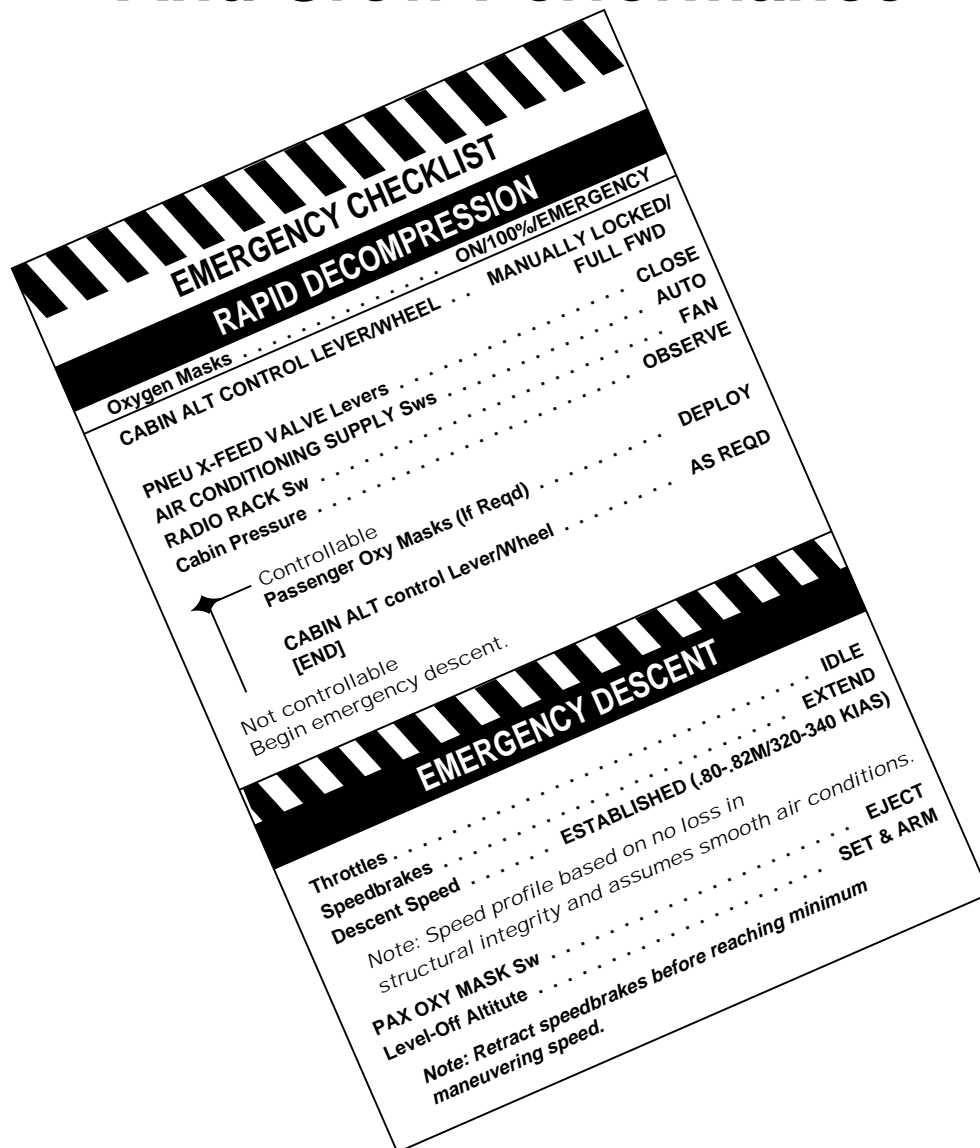 And Crew Performance
EMERGENCY CHECKLIST
RAPID DECOMPRESSION
Oxygen Masks . . . . . . . . . . . . ON/100%/EMERGENCY
CABIN ALT CONTROL LEVER/WHEEL . . MANUALLY LOCKED/
FULL FWD
PNEU X-FEED VALVE Levers . . . . . . . . . . . . . . CLOSE
AIR CONDITIONING SUPPLY Sws . . . . . . . . . . . . AUTO
RADIO RACK Sw . . . . . . . . . . . . . . . . . . . . FAN
Cabin Pressure . . . . . . . . . . . . . . . . . . OBSERVE
Controllable
Passenger Oxy Masks (If Reqd) . . . . . . . . DEPLOY
CABIN ALT control Lever/Wheel . . . . . . . AS REQD
[END]
Not controllable
Begin emergency descent.
EMERGENCY DESCENT
Throttles . . . . . . . . . . . . . . . . . . . . . . . . IDLE
Speedbrakes . . . . . . . . . . . . . . . . . . . . EXTEND
Descent Speed . . . . . . ESTABLISHED (.80-.82M/320-340 KIAS)
Note: Speed profile based on no loss in
structural integrity and assumes smooth air conditions.
PAX OXY MASK Sw . . . . . . . . . . . . . . . . . EJECT
Level-Off Altitute . . . . . . . . . . . . . . . . SET & ARM
Note: Retract speedbrakes before reaching minimum
maneuvering speed.